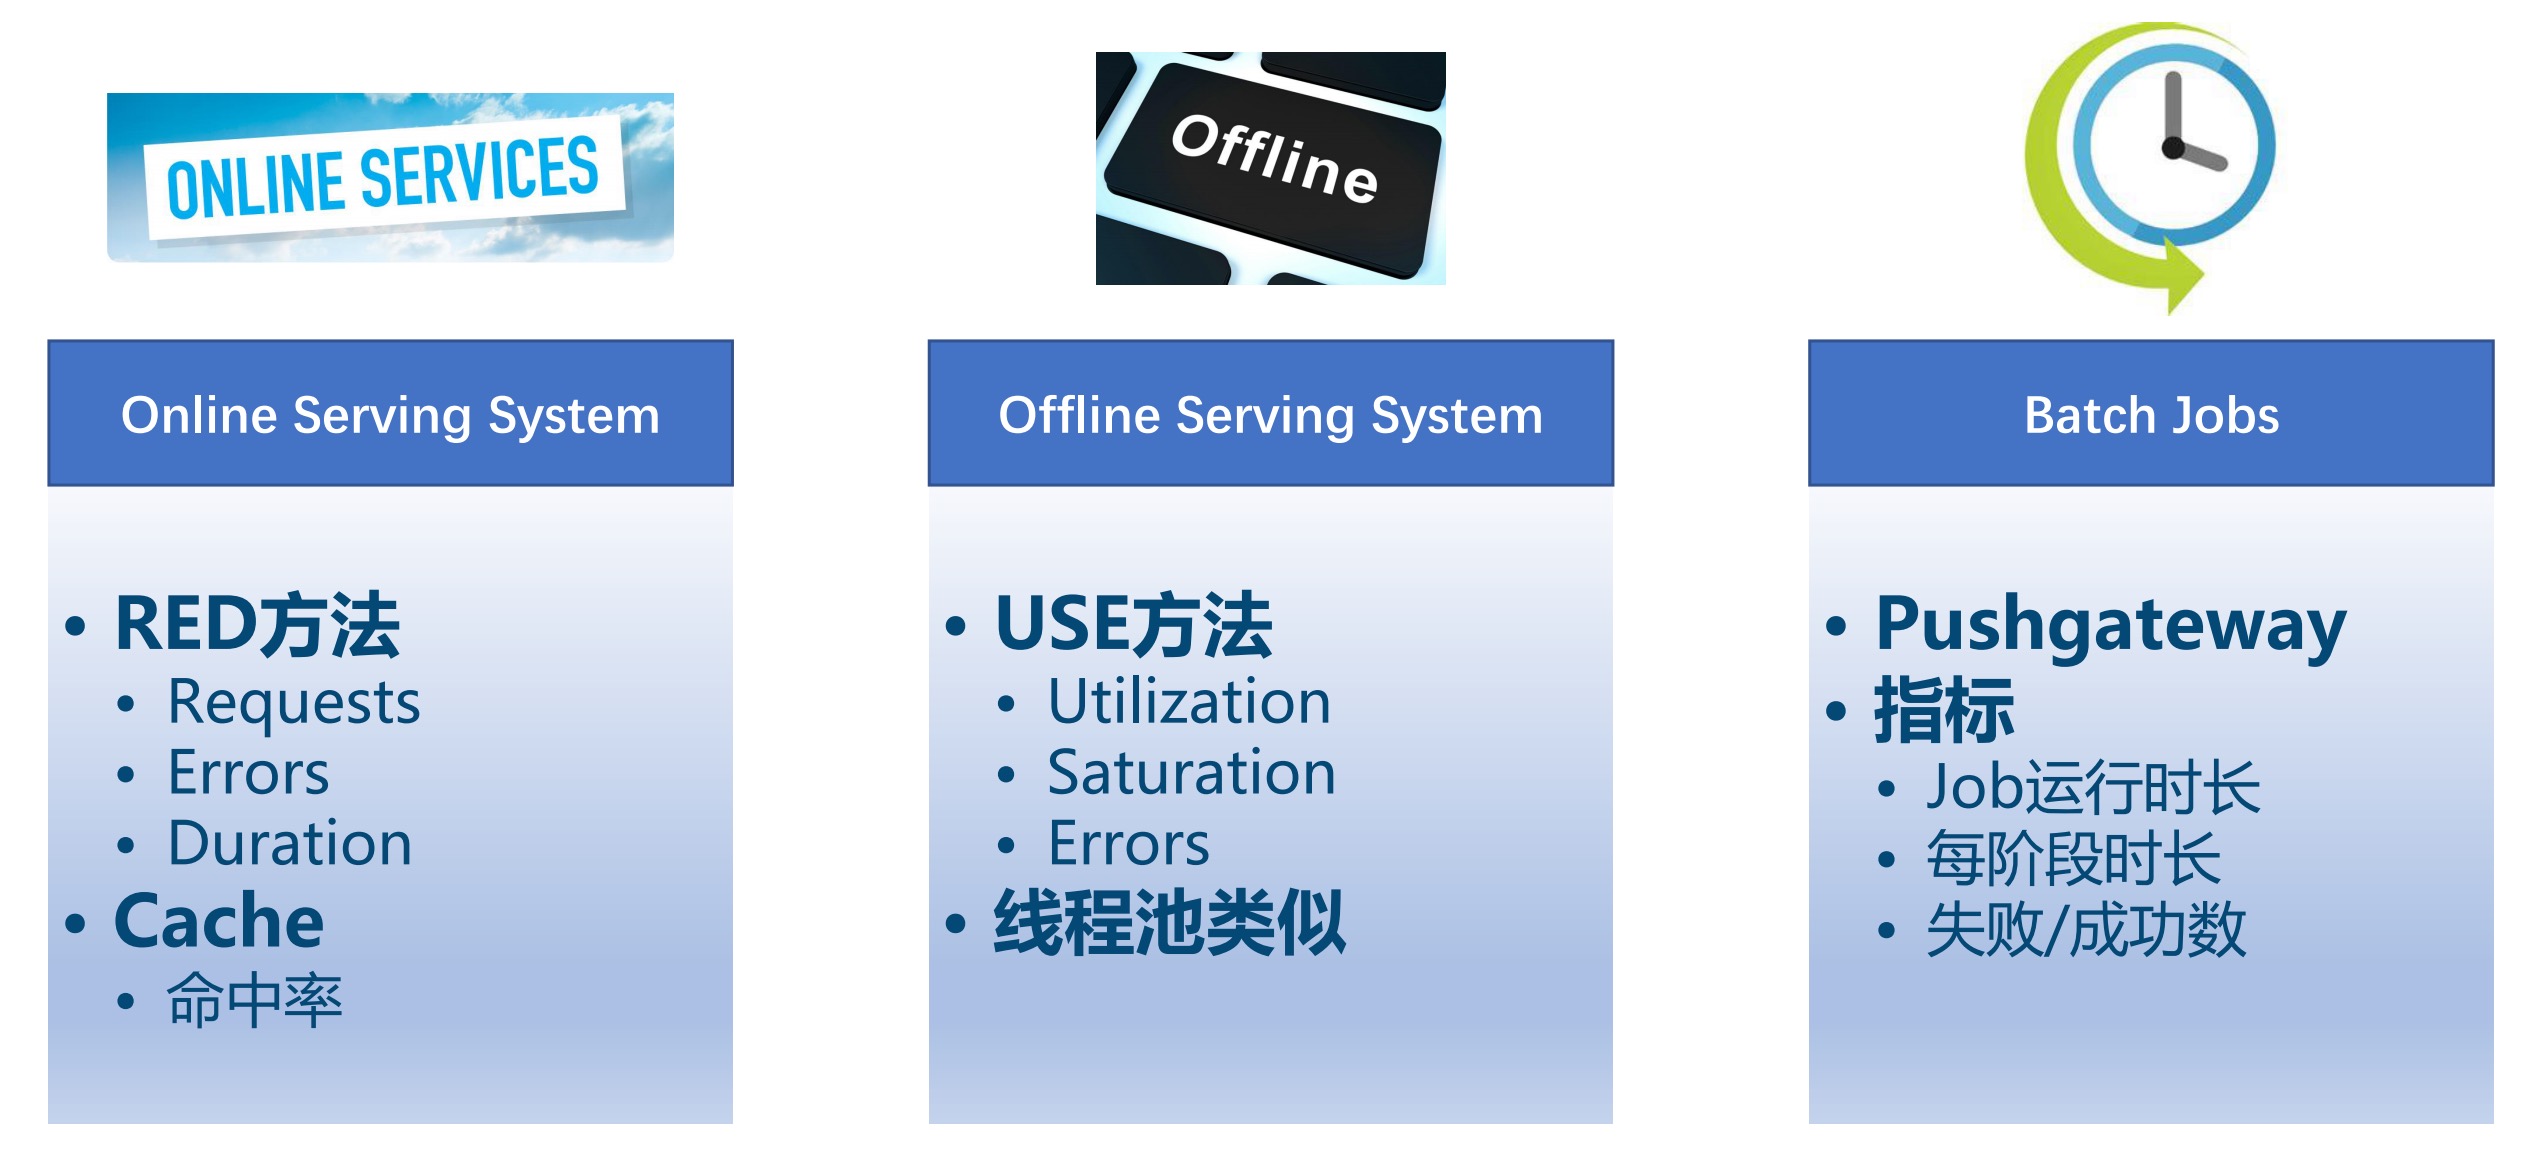 ONLINE SERVICES
Offline
Online Serving System
• RED方法
• Requests
• Errors
• Duration
• Cache
• 命中率
Offline Serving System
• USE方法
• Utilization
• Saturation
• Errors
• 线程池类似
Batch Jobs
• Pushgateway
• 指标
• Job运行时长
• 每阶段时长
• 失败/成功数